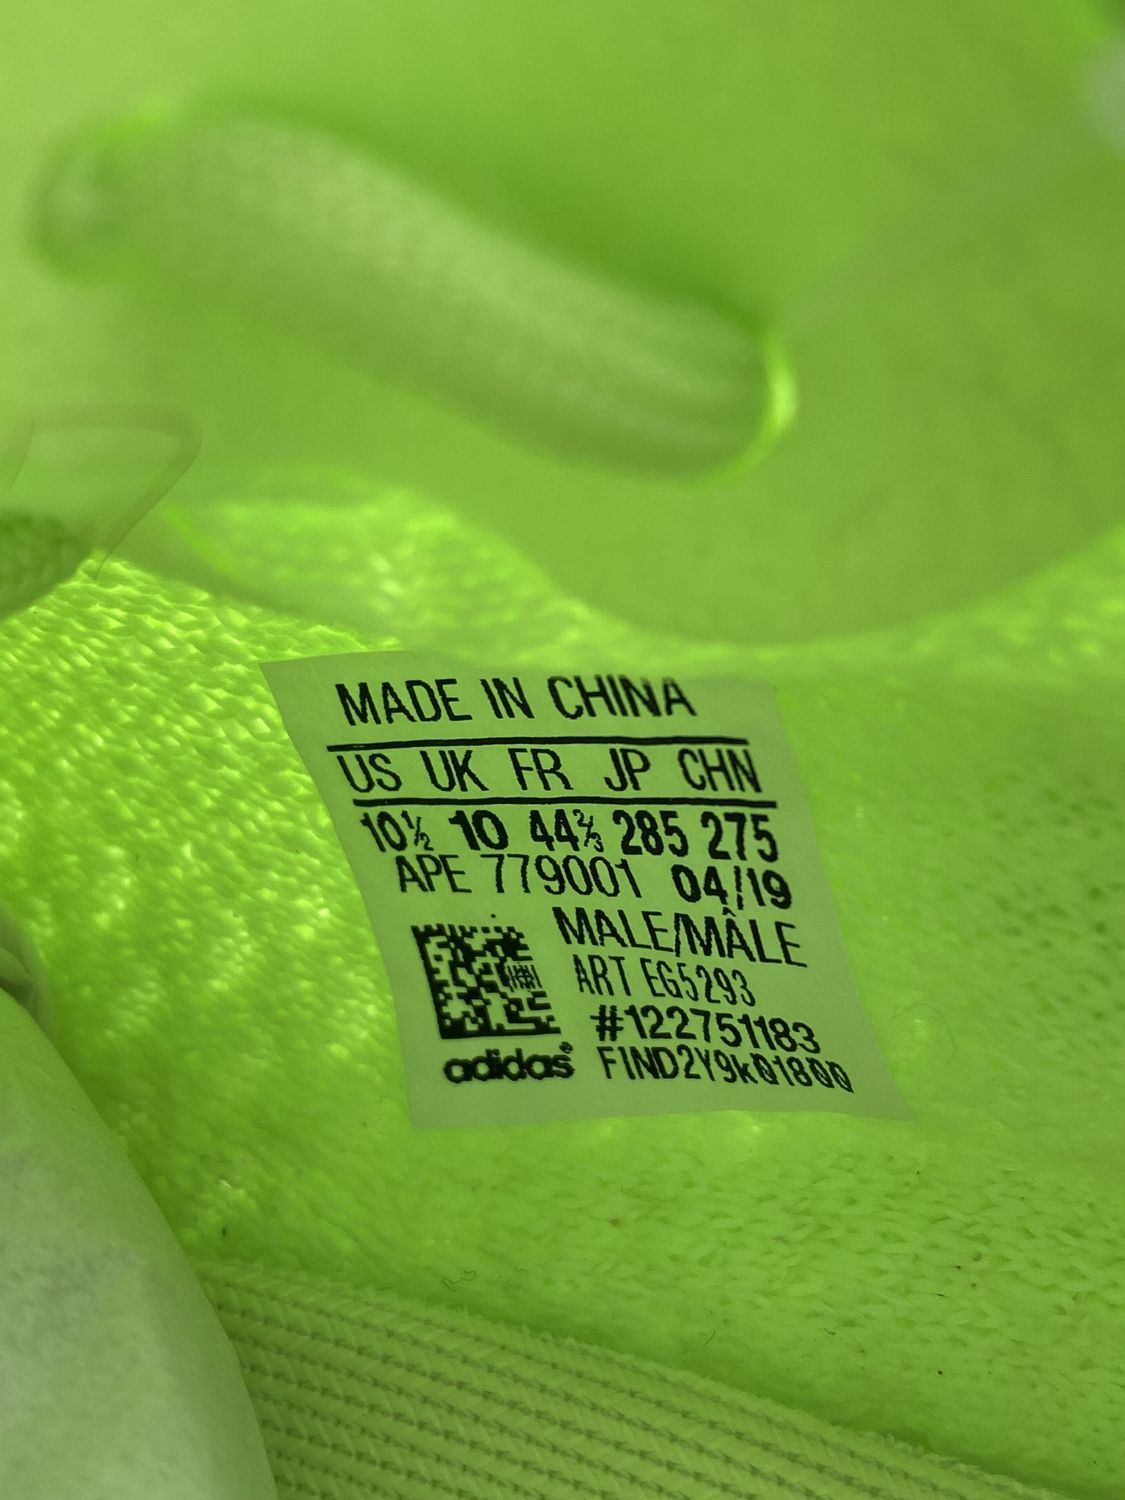 MADE IN CHINA
US UK FR JP CHN
10½ 10 44⅔ 285 275
APE 779001 04/19
MALE/MÂLE
ART EG5293
#122751183
adidas® F1ND2Y9k01800